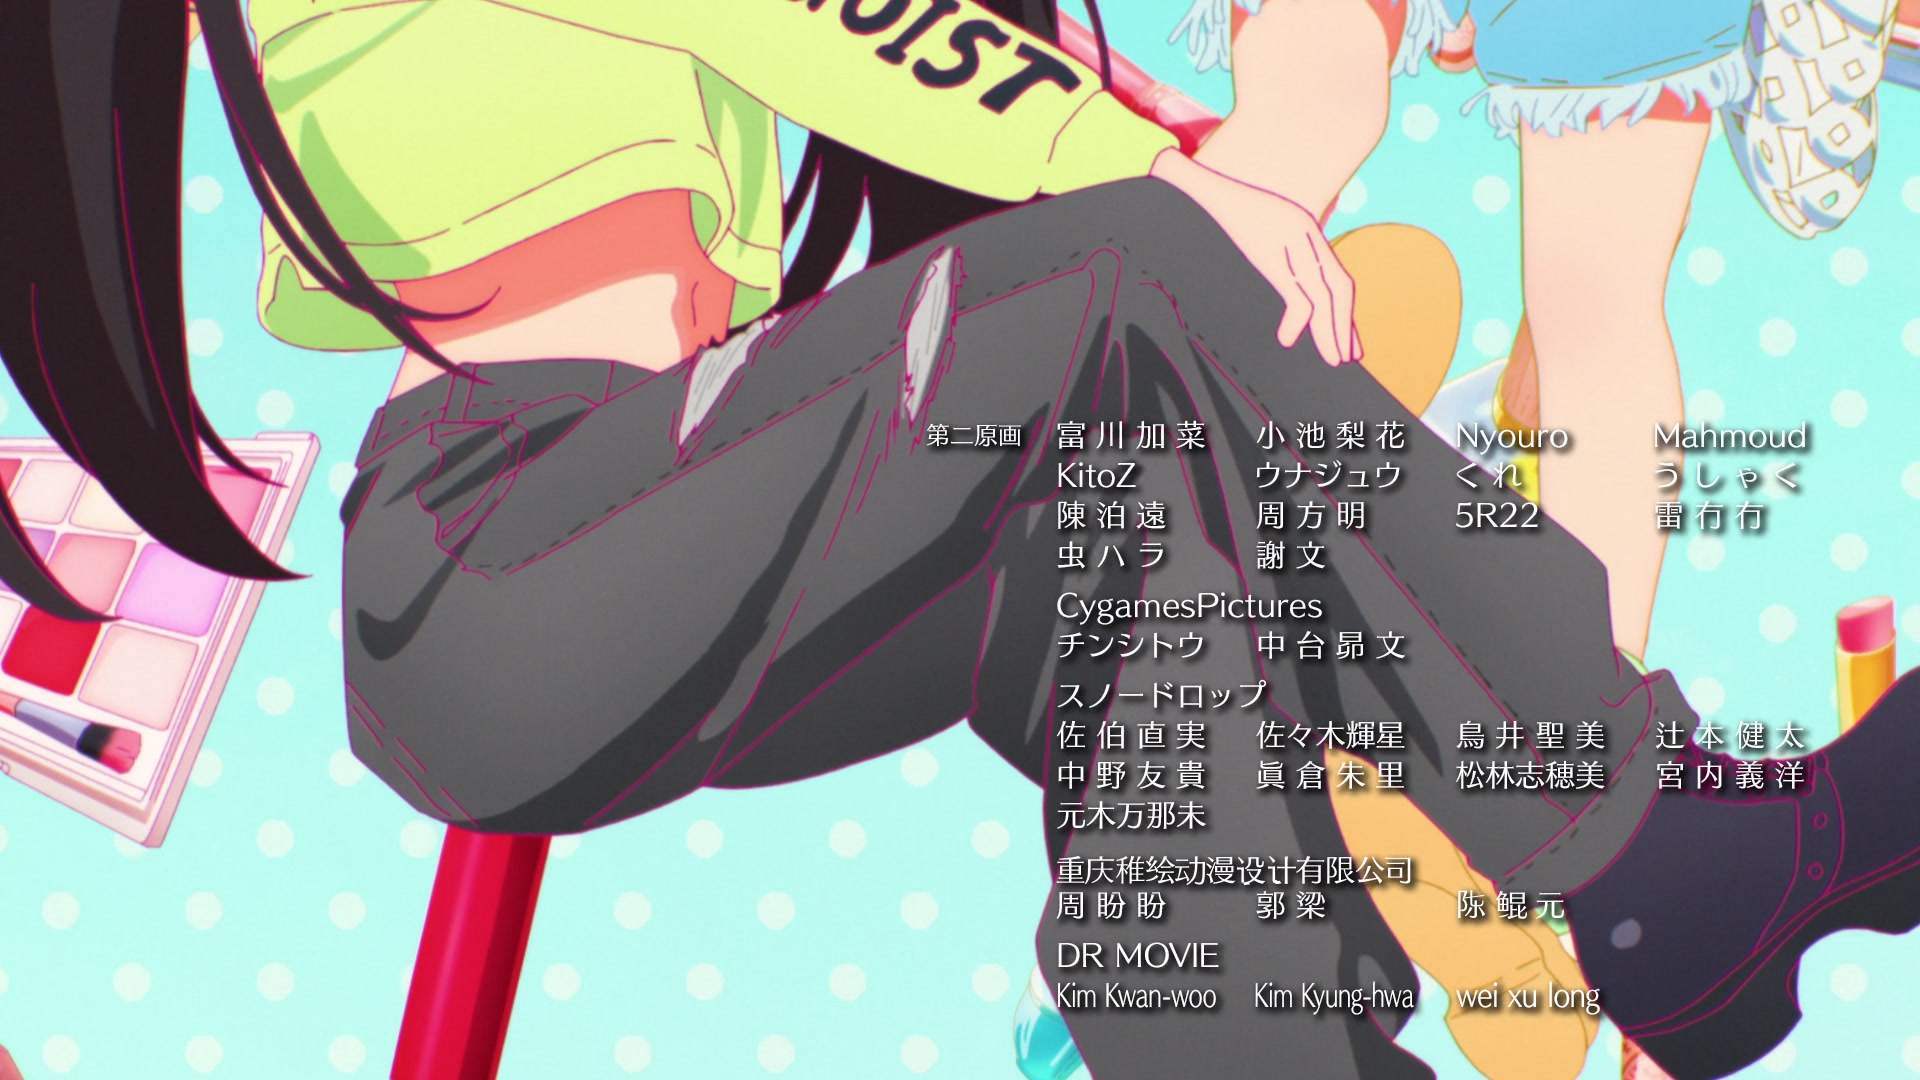 OIST
第二原画 富川加菜 小池梨花 Nyouro Mahmoud
KitoZ ウナジュウ くれ うしゃく
陳泊遠 周方明 5R22 雷冇冇
虫ハラ 謝文
CygamesPictures
チンシトウ 中台昴文
スノードロップ
佐伯直実 佐々木輝星 鳥井聖美 辻本健太
中野友貴 眞倉朱里 松林志穂美 宮内義洋
元木万那未
重庆稚绘动漫设计有限公司
周盼盼 郭梁 陈鲲元
DR MOVIE
Kim Kwan-woo Kim Kyung-hwa wei xu long